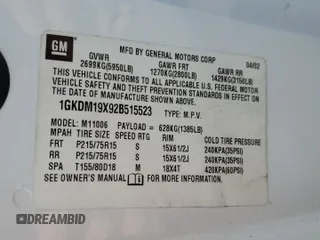 GM
MFD BY GENERAL MOTORS CORP 04/02
GVWR GAWR FRT GAWR RR
2699KG(5950LB) 1270KG(2800LB) 1429KG(3150LB)
THIS VEHICLE CONFORMS TO ALL APPLICABLE
U.S. FEDERAL MOTOR VEHICLE SAFETY AND
THEFT PREVENTION STANDARDS IN EFFECT ON
THE DATE OF MANUFACTURE SHOWN ABOVE.
1GKDM19X92B515523 TYPE: M.P.V.
MODEL: M11006 PAYLOAD = 628KG(1385LB)
TIRE SIZE SPEED RTG RIM COLD TIRE PRESSURE
FRT P215/75R15 S 15X6 1/2J 240KPA(35PSI)
RR P215/75R15 S 15X6 1/2J 240KPA(35PSI)
SPA T155/80D18 M 18X4T 420KPA(60PSI)
SEE OWNER'S MANUAL FOR ADDITIONAL INFORMATION
DREAMBID